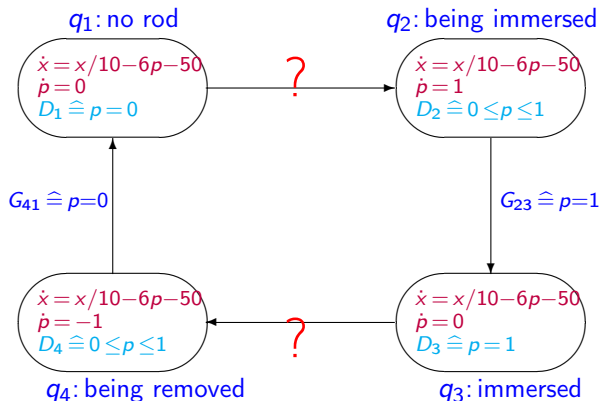 q₁: no rod
q₂: being immersed
ẋ = x/10−6p−50
ṗ = 0
D₁ ≙ p = 0
?
ẋ = x/10−6p−50
ṗ = 1
D₂ ≙ 0 ≤p ≤1
G₄₁ ≙ p=0
G₂₃ ≙ p=1
ẋ = x/10−6p−50
ṗ = −1
D₄ ≙ 0 ≤p ≤1
?
ẋ = x/10−6p−50
ṗ = 0
D₃ ≙ p = 1
q₄: being removed
q₃: immersed